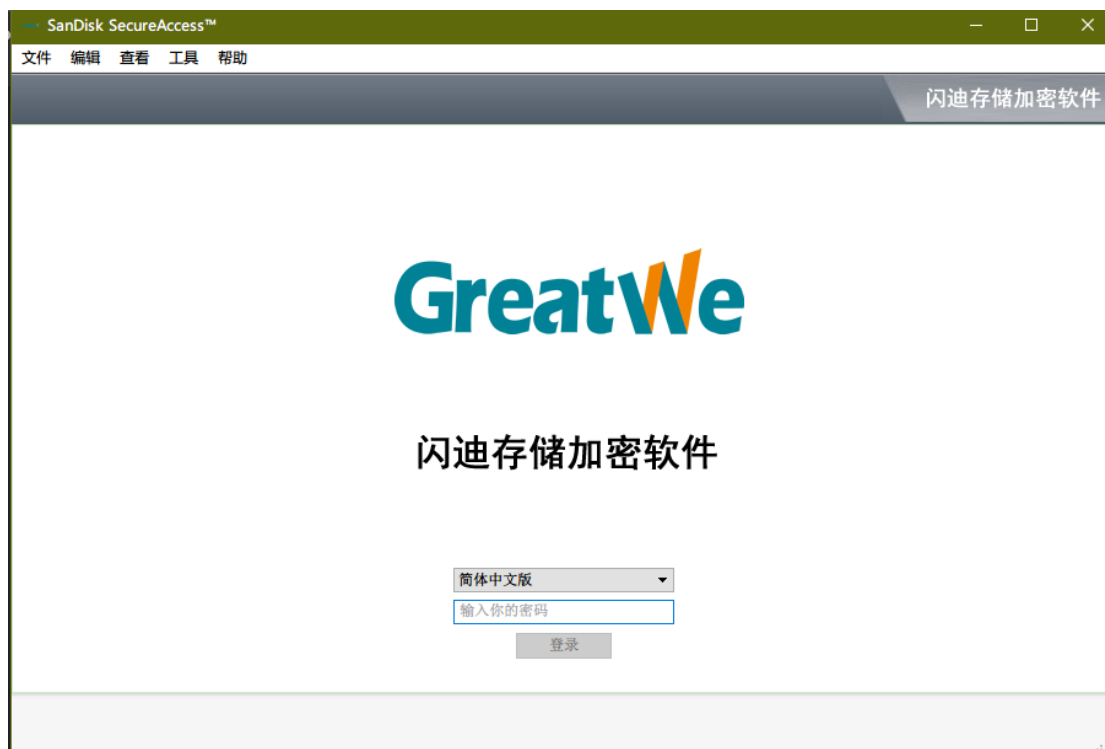 SanDisk SecureAccess™
文件 编辑 查看 工具 帮助
闪迪存储加密软件
GreatWe
闪迪存储加密软件
简体中文版
输入你的密码
登录